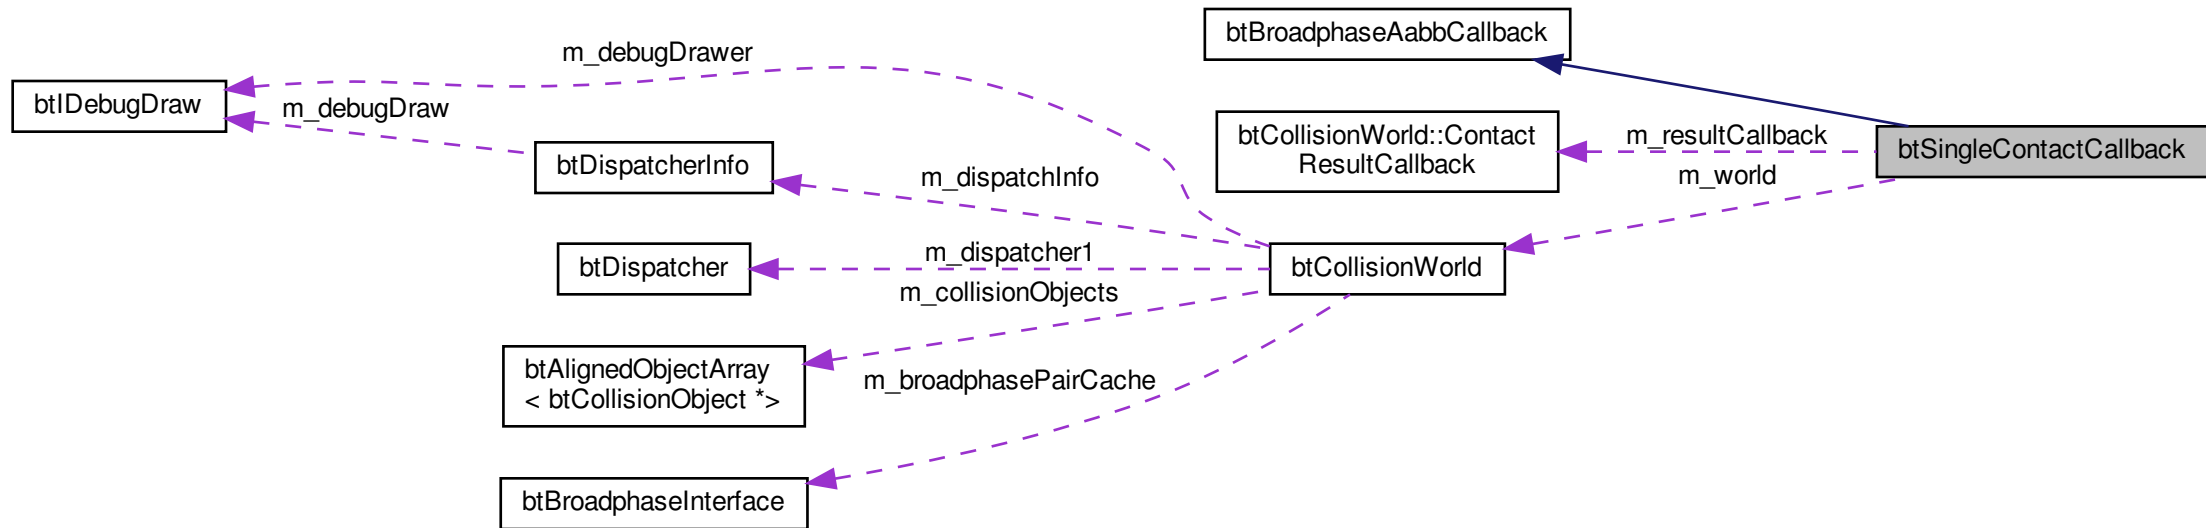 btBroadphaseAabbCallback
m_debugDrawer
btIDebugDraw
m_debugDraw
btCollisionWorld::Contact
ResultCallback
m_resultCallback
btSingleContactCallback
btDispatcherInfo
m_dispatchInfo
m_world
btDispatcher
m_dispatcher1
btCollisionWorld
m_collisionObjects
btAlignedObjectArray
< btCollisionObject *>
m_broadphasePairCache
btBroadphaseInterface